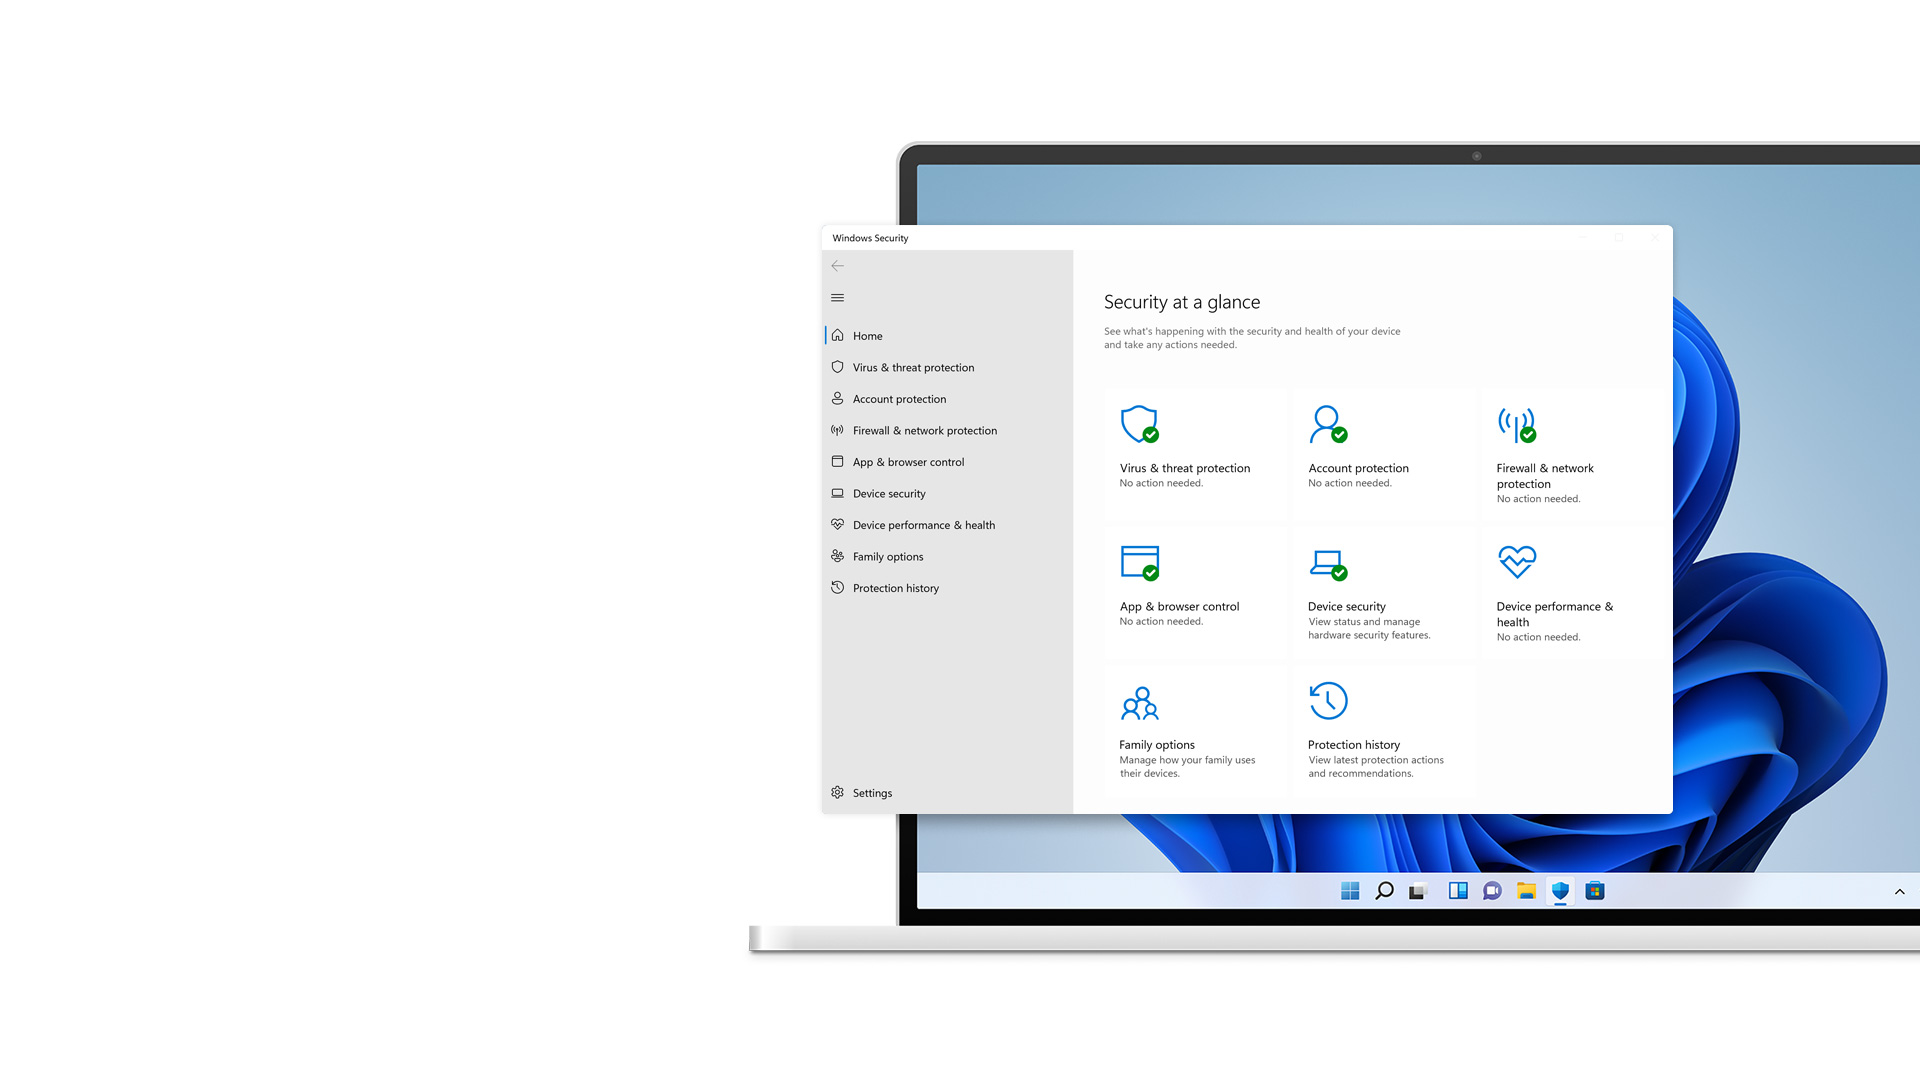 Windows Security
Home
Virus & threat protection
Account protection
Firewall & network protection
App & browser control
Device security
Device performance & health
Family options
Protection history
Settings
Security at a glance
See what's happening with the security and health of your device
and take any actions needed.
Virus & threat protection
No action needed.
Account protection
No action needed.
Firewall & network
protection
No action needed.
App & browser control
No action needed.
Device security
View status and manage
hardware security features.
Device performance &
health
No action needed.
Family options
Manage how your family uses
their devices.
Protection history
View latest protection actions
and recommendations.